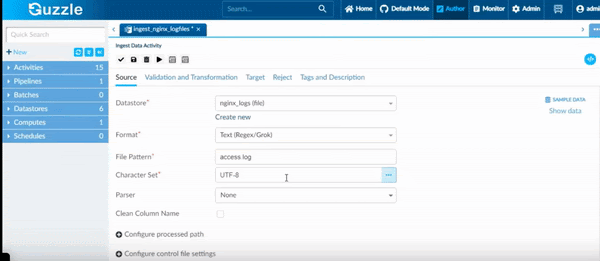 Guzzle
Search...
Home
Default Mode
Author
Monitor
Admin
admi
Quick Search
+ New
Activities 15
Pipelines 1
Batches 0
Datastores 6
Computes 1
Schedules 0
ingest_nginx_logfiles * ×
Ingest Data Activity
Source
Validation and Transformation
Target
Reject
Tags and Description
Datastore*
nginx_logs (file)
Create new
SAMPLE DATA
Show data
Format*
Text (Regex/Grok)
File Pattern*
access log
Character Set*
UTF-8
Parser
None
Clean Column Name
Configure processed path
Configure control file settings